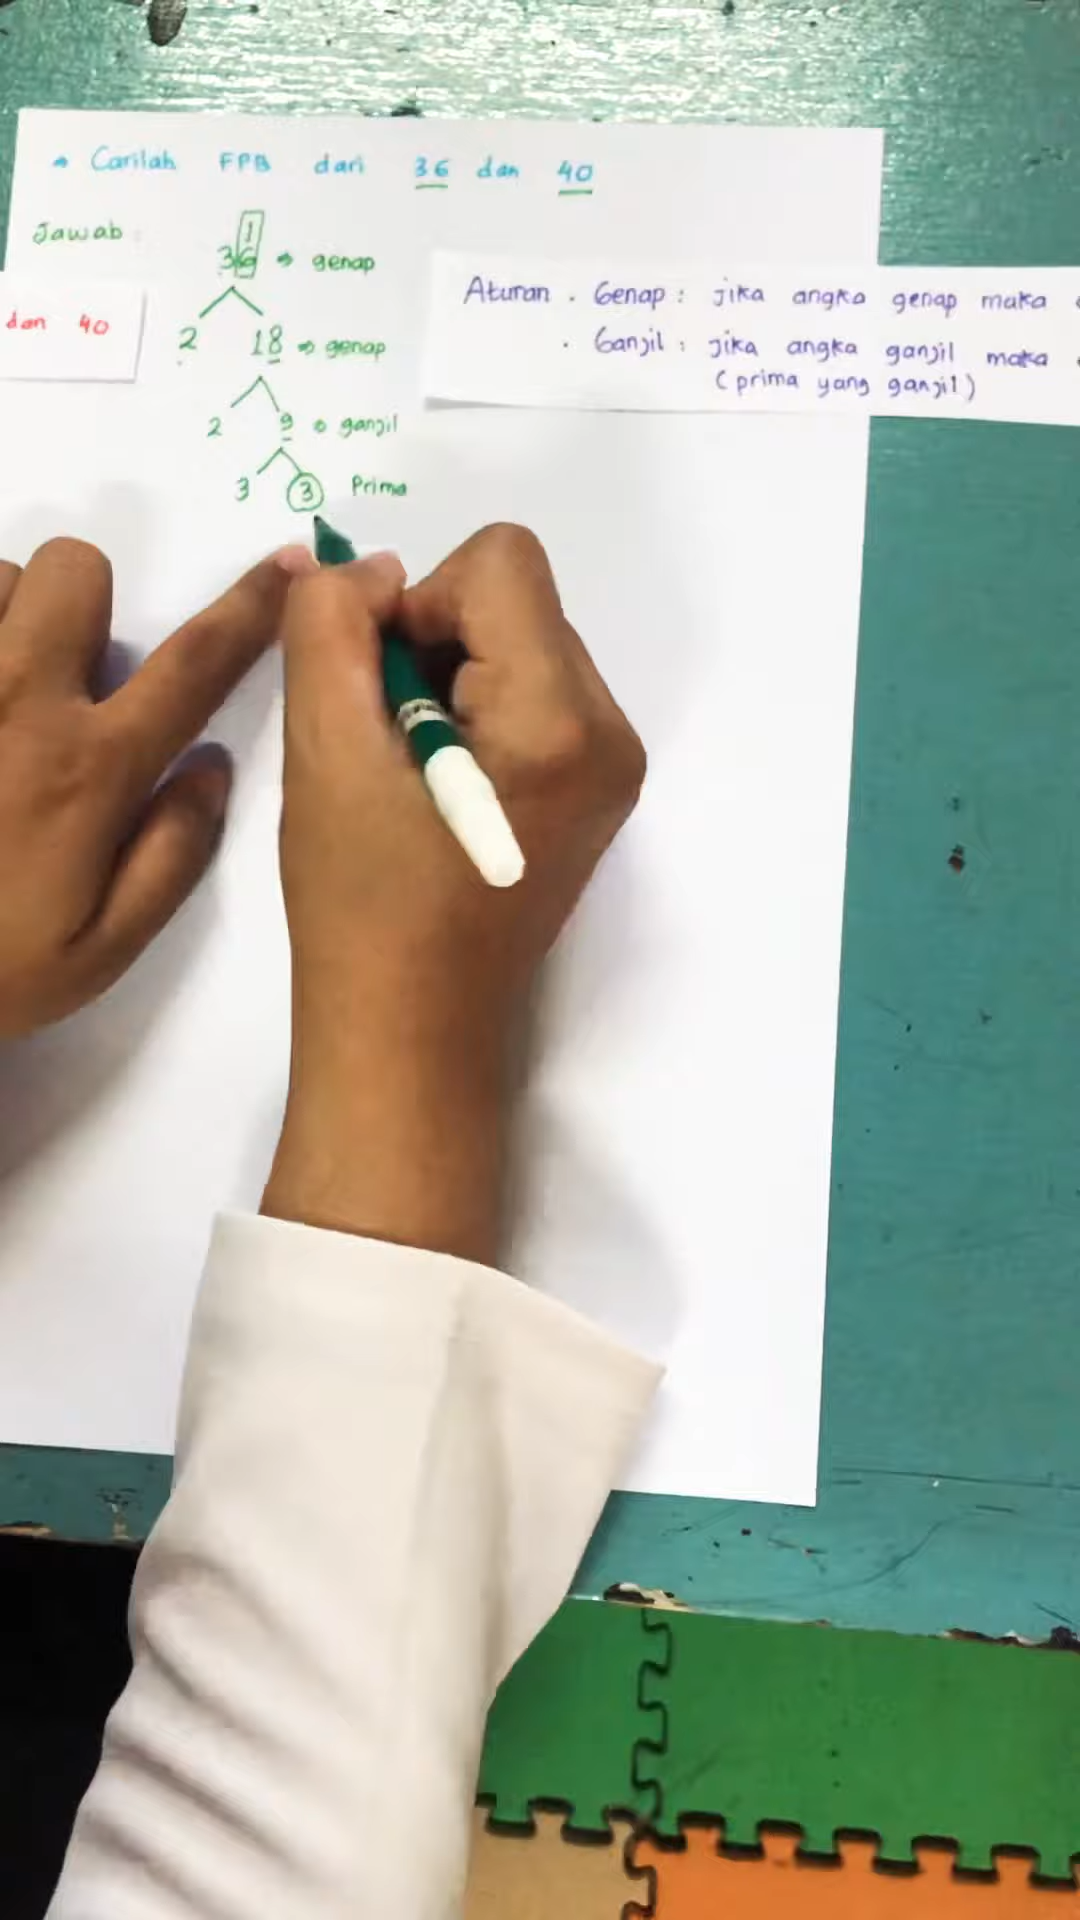 → Carilah FPB dari 36 dan 40
Jawab :
1
36 → genap
2 18 → genap
2 9 → ganjil
3 3 Prima
dan 40
Aturan . Genap : jika angka genap maka
. Ganjil : jika angka ganjil maka
(prima yang ganjil)